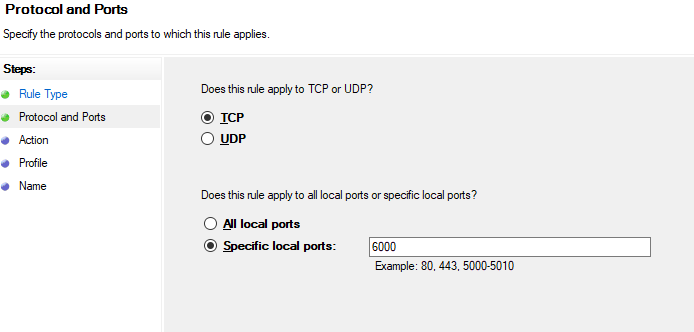 Protocol and Ports
Specify the protocols and ports to which this rule applies.
Steps:
Rule Type
Protocol and Ports
Action
Profile
Name
Does this rule apply to TCP or UDP?
TCP
UDP
Does this rule apply to all local ports or specific local ports?
All local ports
Specific local ports: 6000
Example: 80, 443, 5000-5010